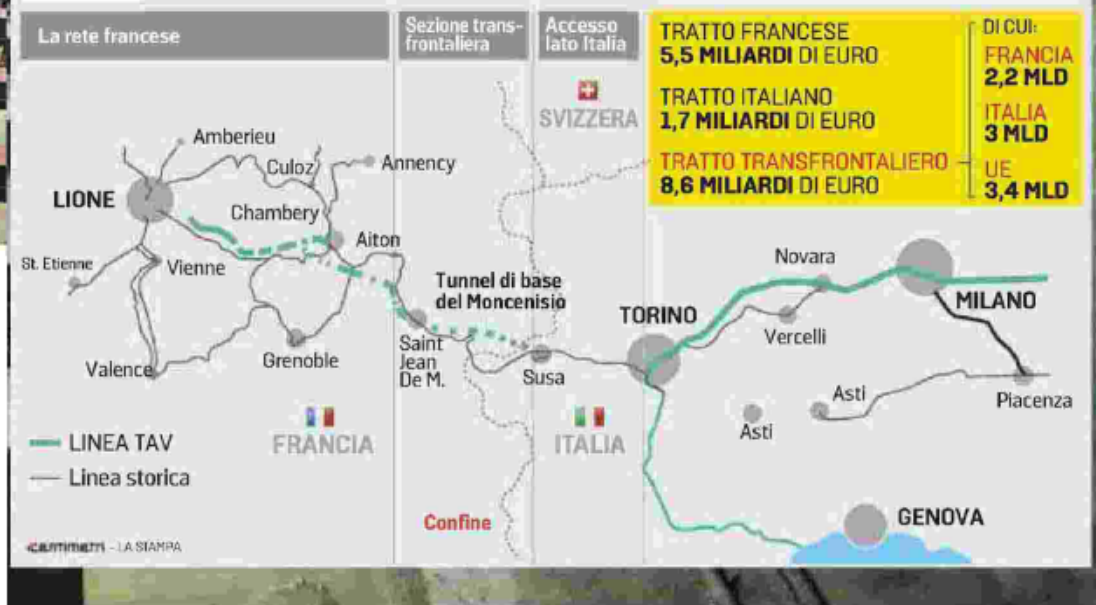 La rete francese
Sezione trans-
frontaliera
Accesso
lato Italia
TRATTO FRANCESE
5,5 MILIARDI DI EURO
TRATTO ITALIANO
1,7 MILIARDI DI EURO
TRATTO TRANSFRONTALIERO
8,6 MILIARDI DI EURO
DI CUI:
FRANCIA
2,2 MLD
ITALIA
3 MLD
UE
3,4 MLD
SVIZZERA
Amberieu
Culoz
Annency
LIONE
Chambery
Aiton
St. Etienne
Vienne
Tunnel di base
del Moncenisio
Novara
MILANO
TORINO
Vercelli
Valence
Grenoble
Saint
Jean
De M.
Susa
Asti
Piacenza
Asti
FRANCIA
ITALIA
LINEA TAV
Linea storica
Confine
GENOVA
centimetri - LA STAMPA